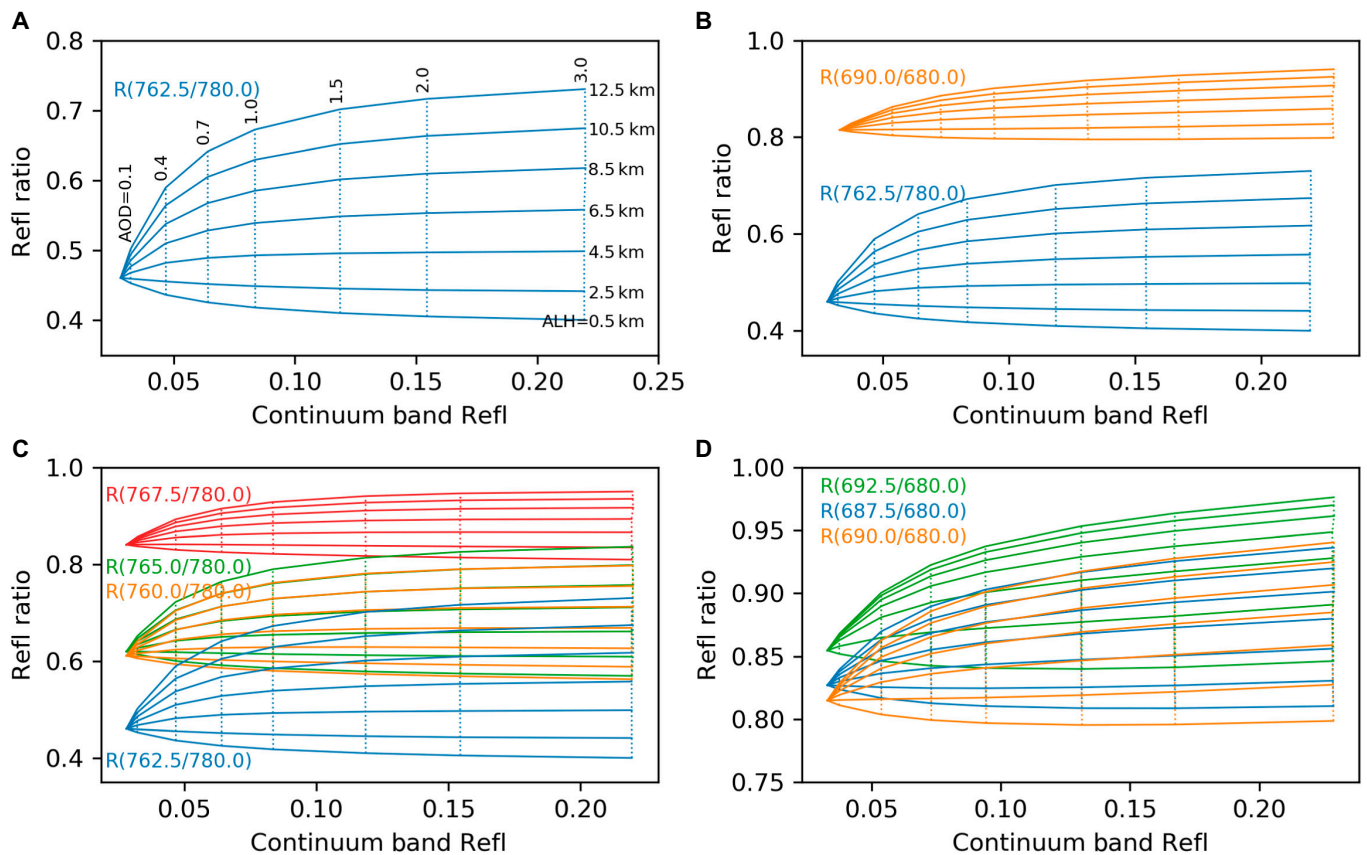 A
0.8
0.7
0.6
0.5
0.4
Refl ratio
R(762.5/780.0)
AOD=0.1
0.4
0.7
1.0
1.5
2.0
3.0
12.5 km
10.5 km
8.5 km
6.5 km
4.5 km
2.5 km
ALH=0.5 km
0.05 0.10 0.15 0.20 0.25
Continuum band Refl
B
1.0
0.8
0.6
0.4
Refl ratio
R(690.0/680.0)
R(762.5/780.0)
0.05 0.10 0.15 0.20
Continuum band Refl
C
1.0
0.8
0.6
0.4
Refl ratio
R(767.5/780.0)
R(765.0/780.0)
R(760.0/780.0)
R(762.5/780.0)
0.05 0.10 0.15 0.20
Continuum band Refl
D
1.00
0.95
0.90
0.85
0.80
0.75
Refl ratio
R(692.5/680.0)
R(687.5/680.0)
R(690.0/680.0)
0.05 0.10 0.15 0.20
Continuum band Refl